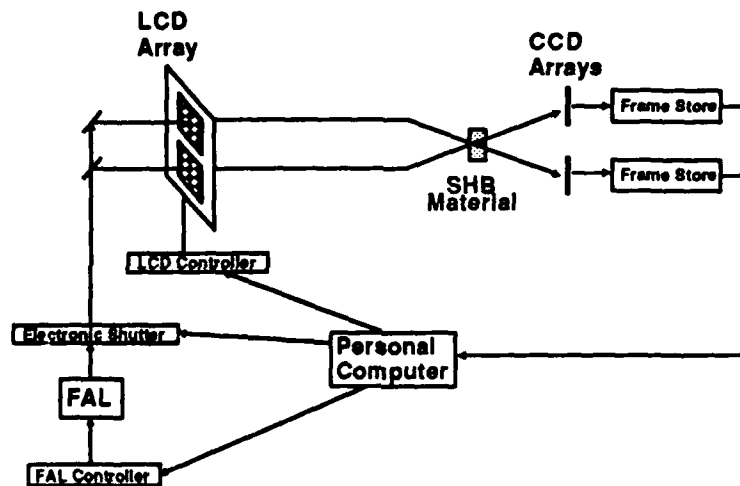 LCD
Array
CCD
Arrays
Frame Store
Frame Store
SHB
Material
LCD Controller
Electronic Shutter
Personal
Computer
FAL
FAL Controller